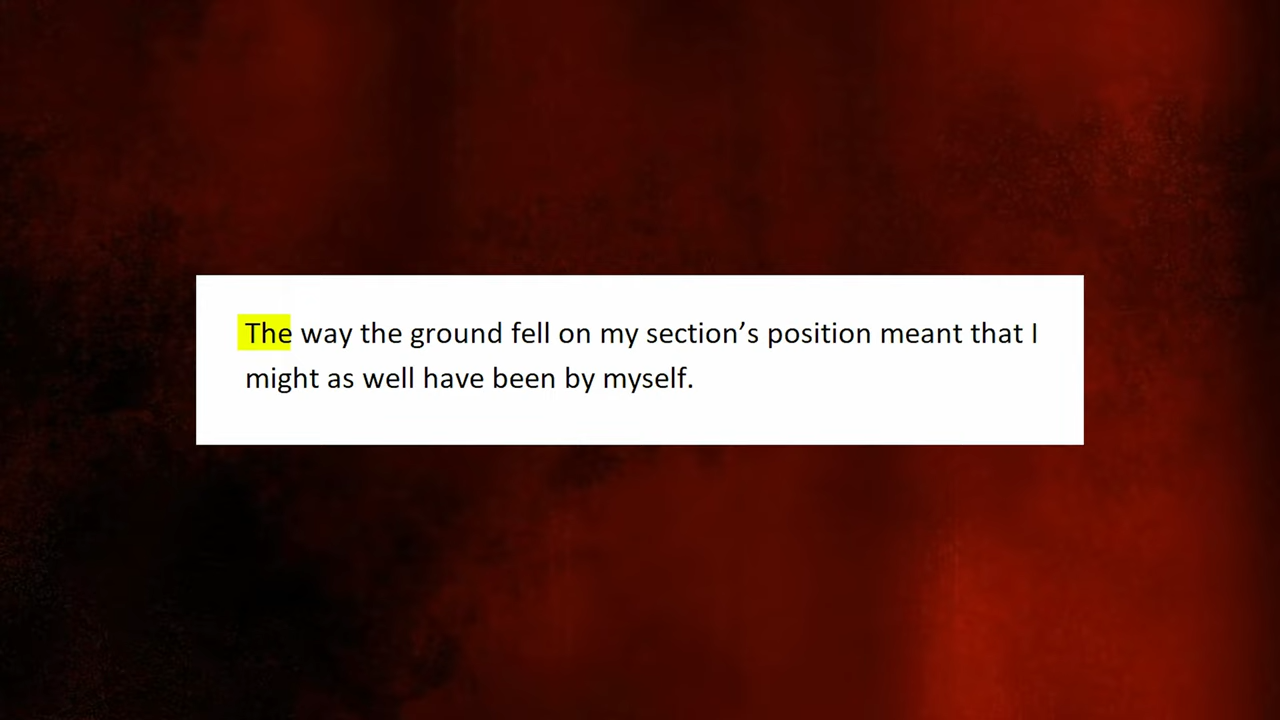 The way the ground fell on my section’s position meant that I
might as well have been by myself.